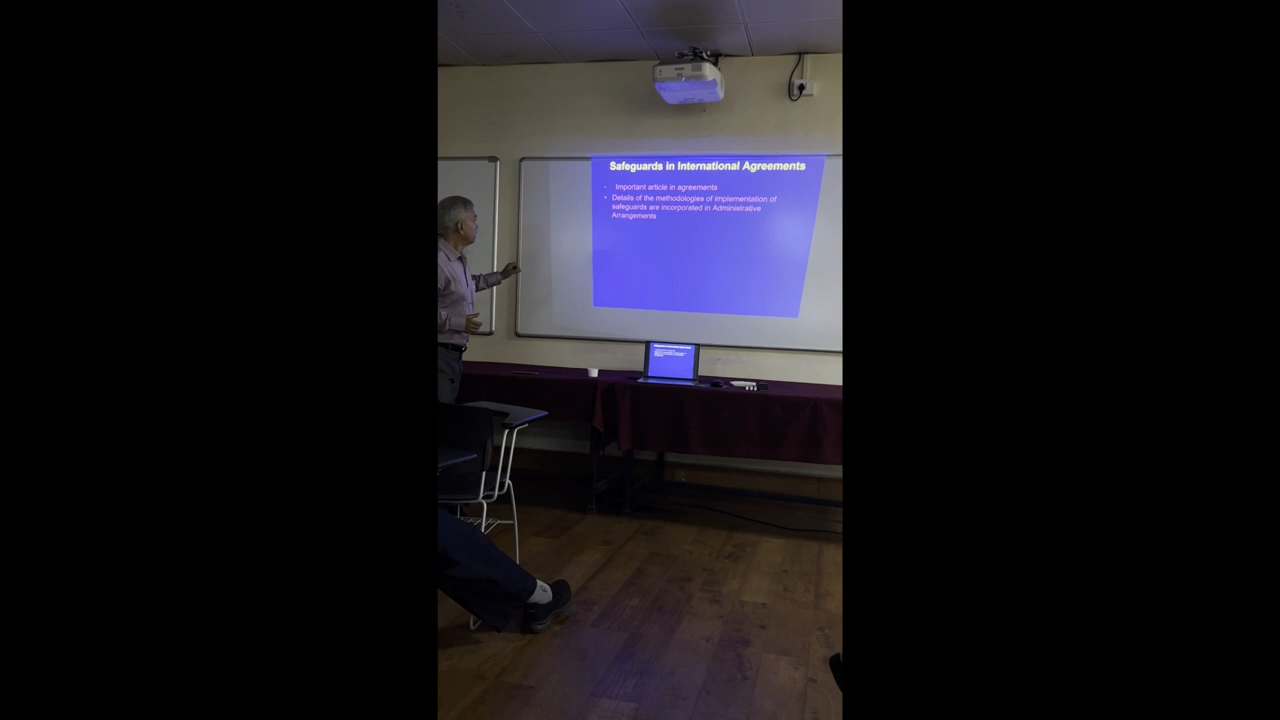 Safeguards in International Agreements
- Important article in agreements
• Details of the methodologies of implementation of
safeguards are incorporated in Administrative
Arrangements